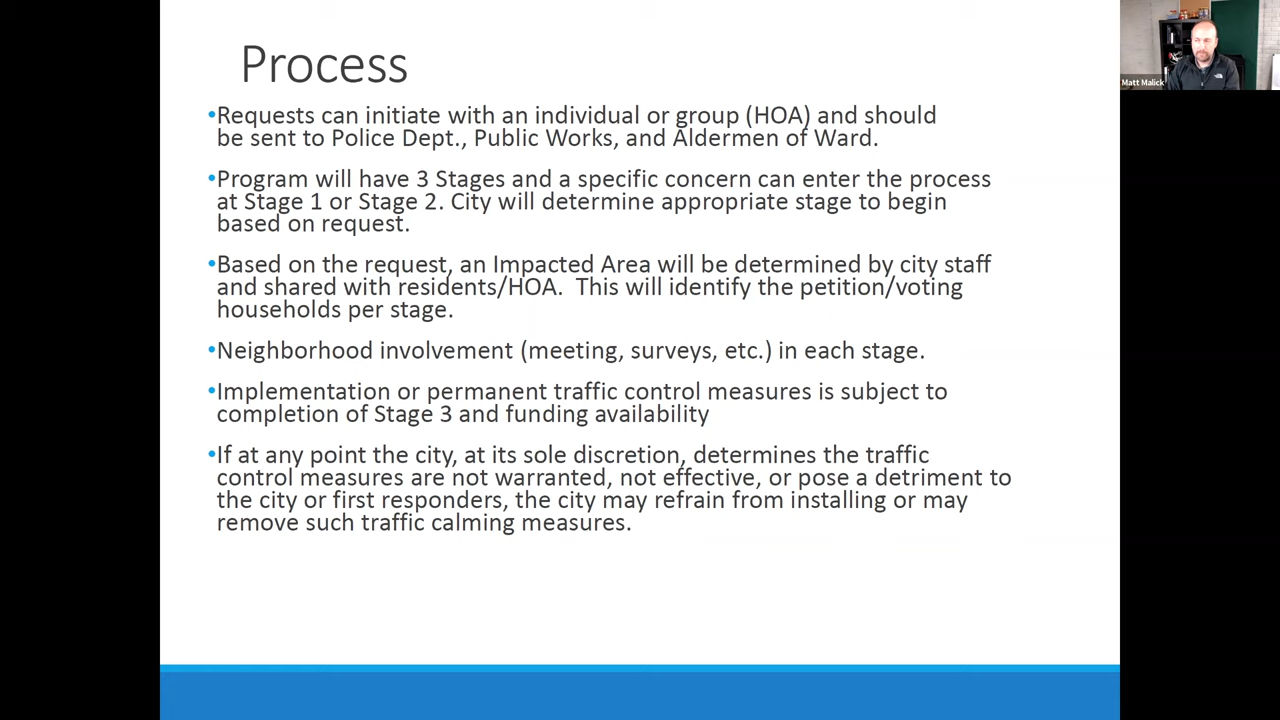 Process
•Requests can initiate with an individual or group (HOA) and should
be sent to Police Dept., Public Works, and Aldermen of Ward.
•Program will have 3 Stages and a specific concern can enter the process
at Stage 1 or Stage 2. City will determine appropriate stage to begin
based on request.
•Based on the request, an Impacted Area will be determined by city staff
and shared with residents/HOA.  This will identify the petition/voting
households per stage.
•Neighborhood involvement (meeting, surveys, etc.) in each stage.
•Implementation or permanent traffic control measures is subject to
completion of Stage 3 and funding availability
•If at any point the city, at its sole discretion, determines the traffic
control measures are not warranted, not effective, or pose a detriment to
the city or first responders, the city may refrain from installing or may
remove such traffic calming measures.
Matt Malick